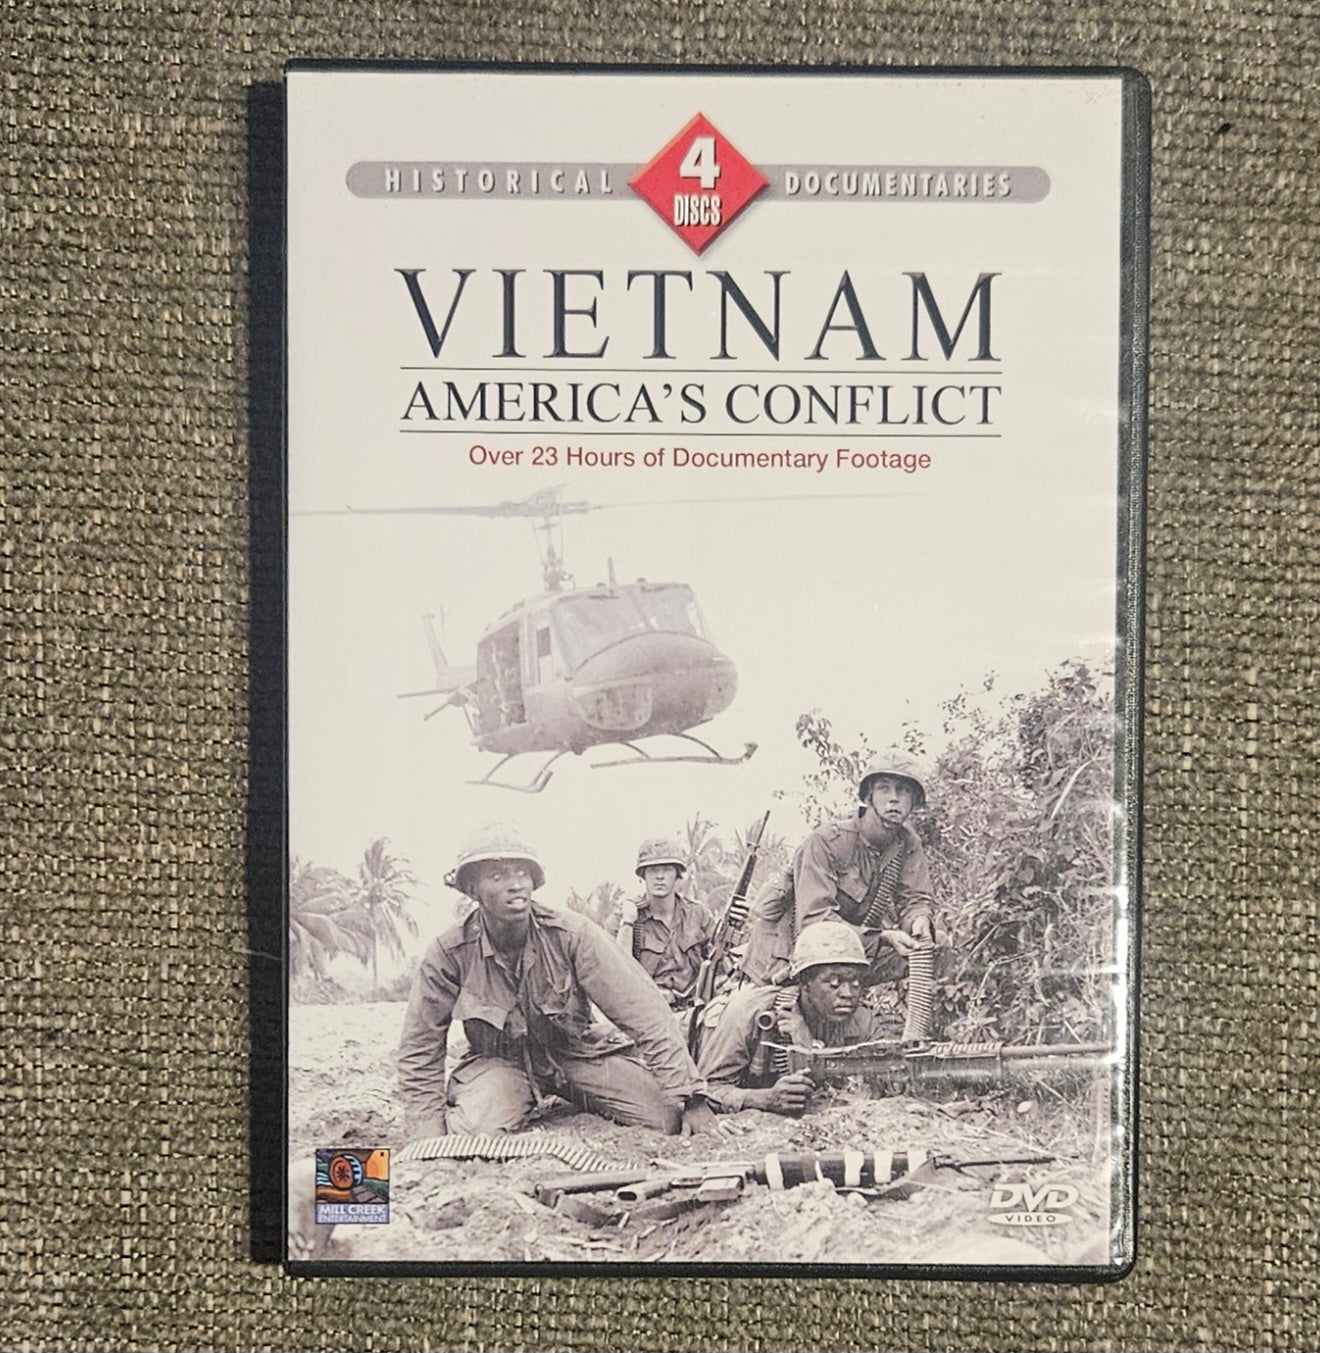 HISTORICAL 4 DISCS DOCUMENTARIES
VIETNAM
AMERICA'S CONFLICT
Over 23 Hours of Documentary Footage
MILL CREEK
ENTERTAINMENT
DVD
VIDEO